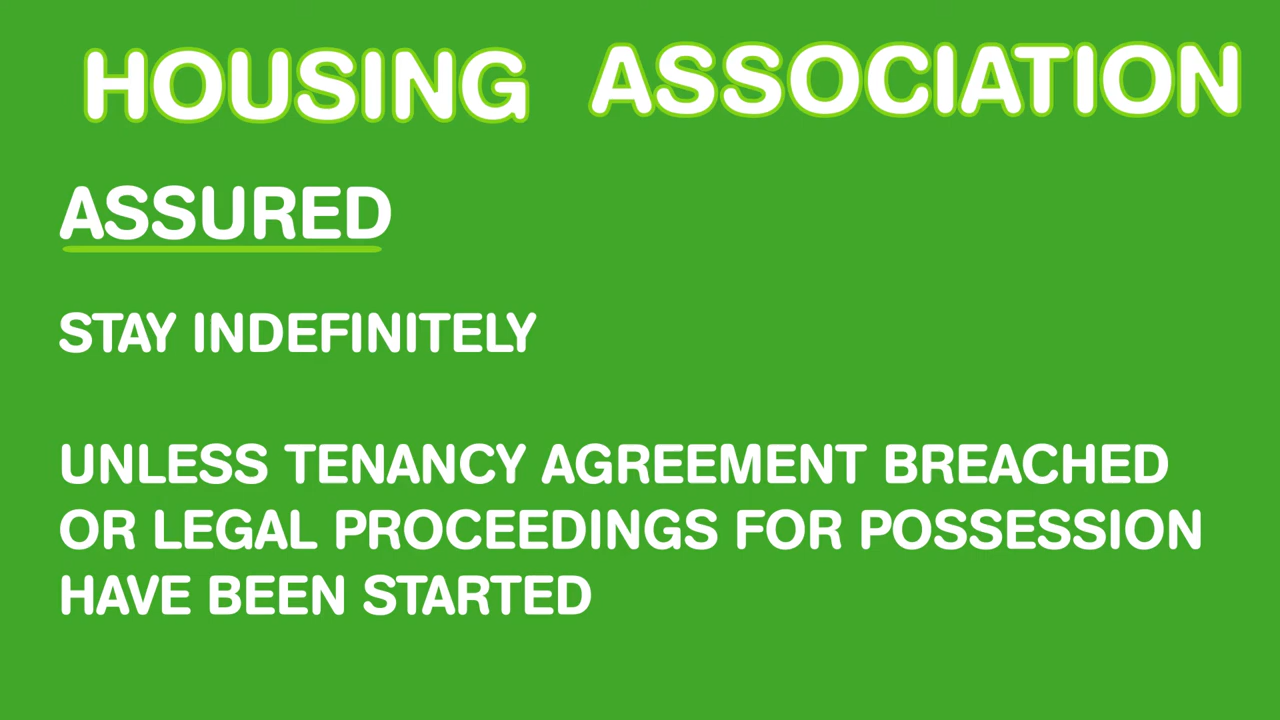 HOUSING ASSOCIATION
ASSURED
STAY INDEFINITELY
UNLESS TENANCY AGREEMENT BREACHED
OR LEGAL PROCEEDINGS FOR POSSESSION
HAVE BEEN STARTED